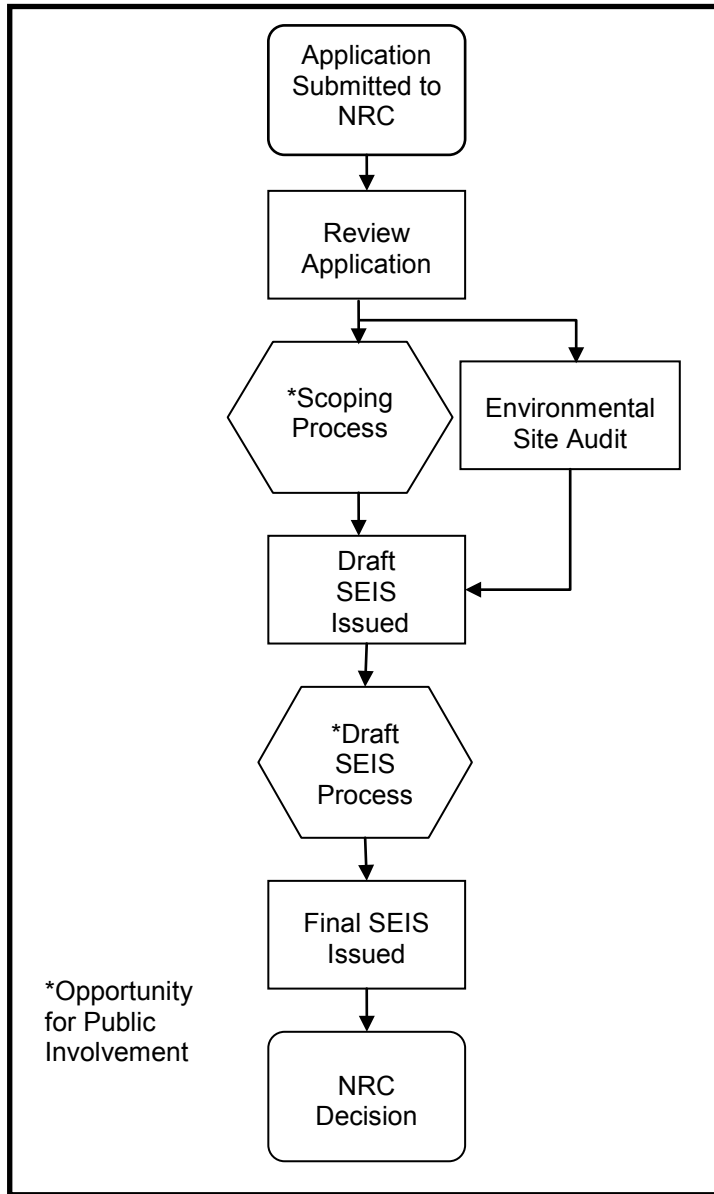 Application
Submitted to
NRC
Review
Application
*Scoping
Process
Environmental
Site Audit
Draft
SEIS
Issued
*Draft
SEIS
Process
Final SEIS
Issued
*Opportunity
for Public
Involvement
NRC
Decision